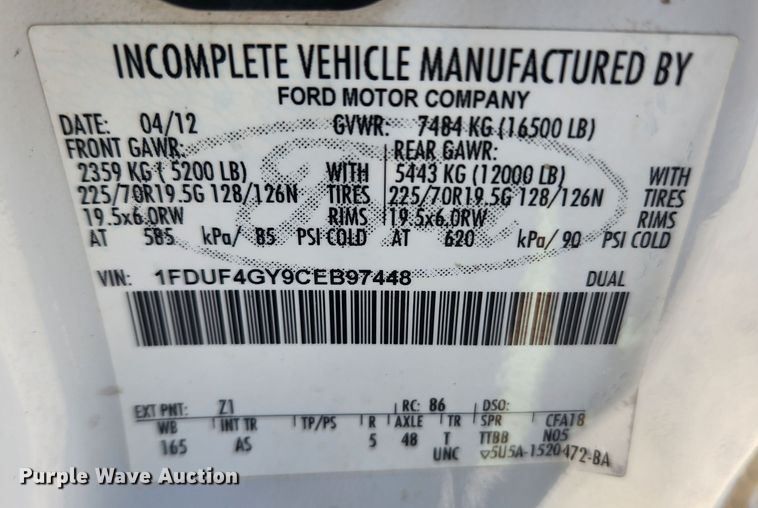 INCOMPLETE VEHICLE MANUFACTURED BY
FORD MOTOR COMPANY
DATE: 04/12 GVWR: 7484 KG (16500 LB)
FRONT GAWR: REAR GAWR:
2359 KG ( 5200 LB) WITH 5443 KG (12000 LB) WITH
225/70R19.5G 128/126N TIRES 225/70R19.5G 128/126N TIRES
19.5x6.0RW RIMS 19.5x6.0RW RIMS
AT 585 kPa/ 85 PSI COLD AT 620 kPa/ 90 PSI COLD
VIN: 1FDUF4GY9CEB97448 DUAL
EXT PNT: Z1 RC: 86 DSO:
WB INT TR TP/PS R AXLE TR SPR CFA18
165 AS 5 48 T TTBB N05
UNC ▽5U5A-1520472-BA
Purple Wave Auction